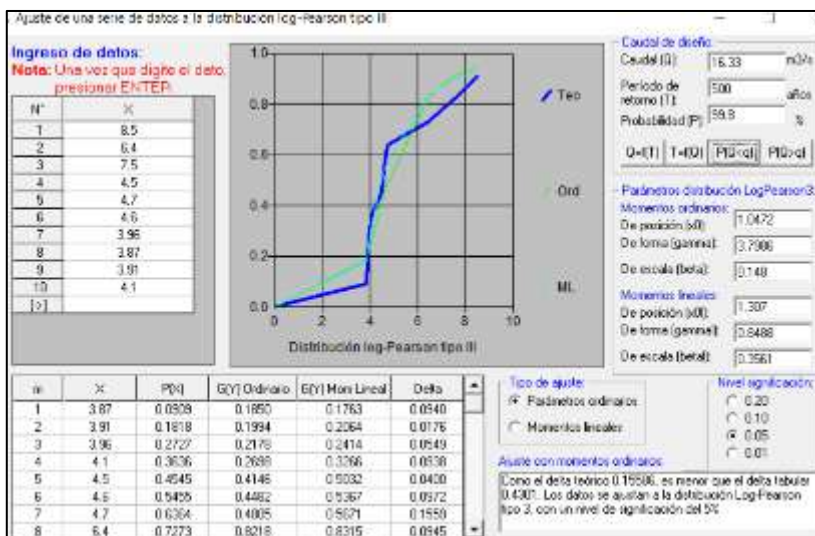 Ajuste de una serie de datos a la distribución log-Pearson tipo III
Ingreso de datos:
Nota: Una vez que digite el dato, presionar ENTER
N° X
1 8.5
2 6.4
3 7.5
4 4.5
5 4.7
6 4.6
7 3.96
8 3.87
9 3.91
10 4.1
1.0
0.8
0.6
0.4
0.2
0.0
0 2 4 6 8 10
Distribución log-Pearson tipo III
Teo
Ord
ML
Caudal de diseño:
Caudal (Q): 16.33 m3/s
Período de retorno (T): 500 años
Probabilidad (P): 99.8 %
Q=f(T) T=f(Q) P(Q<q) P(Q>q)
Parámetros distribución LogPearson3:
Momentos ordinarios:
De posición (x0): 1.0472
De forma (gamma): 3.7986
De escala (beta): 0.148
Momentos lineales:
De posición (x0l): 1.307
De forma (gammal): 0.8488
De escala (betal): 0.3561
m X P(X) G(Y) Ordinario G(Y) Mom Lineal Delta
1 3.87 0.0909 0.1850 0.1763 0.0940
2 3.91 0.1818 0.1994 0.2064 0.0176
3 3.96 0.2727 0.2178 0.2414 0.0549
4 4.1 0.3636 0.2698 0.3266 0.0938
5 4.5 0.4545 0.4146 0.5032 0.0400
6 4.6 0.5455 0.4482 0.5367 0.0972
7 4.7 0.6364 0.4805 0.5671 0.1559
8 6.4 0.7273 0.8218 0.8315 0.0945
Tipo de ajuste:
Parámetros ordinarios
Momentos lineales
Nivel significación:
0.20
0.10
0.05
0.01
Ajuste con momentos ordinarios:
Como el delta teórico 0.15586, es menor que el delta tabular
0.4301. Los datos se ajustan a la distribución Log-Pearson
tipo 3, con un nivel de significación del 5%